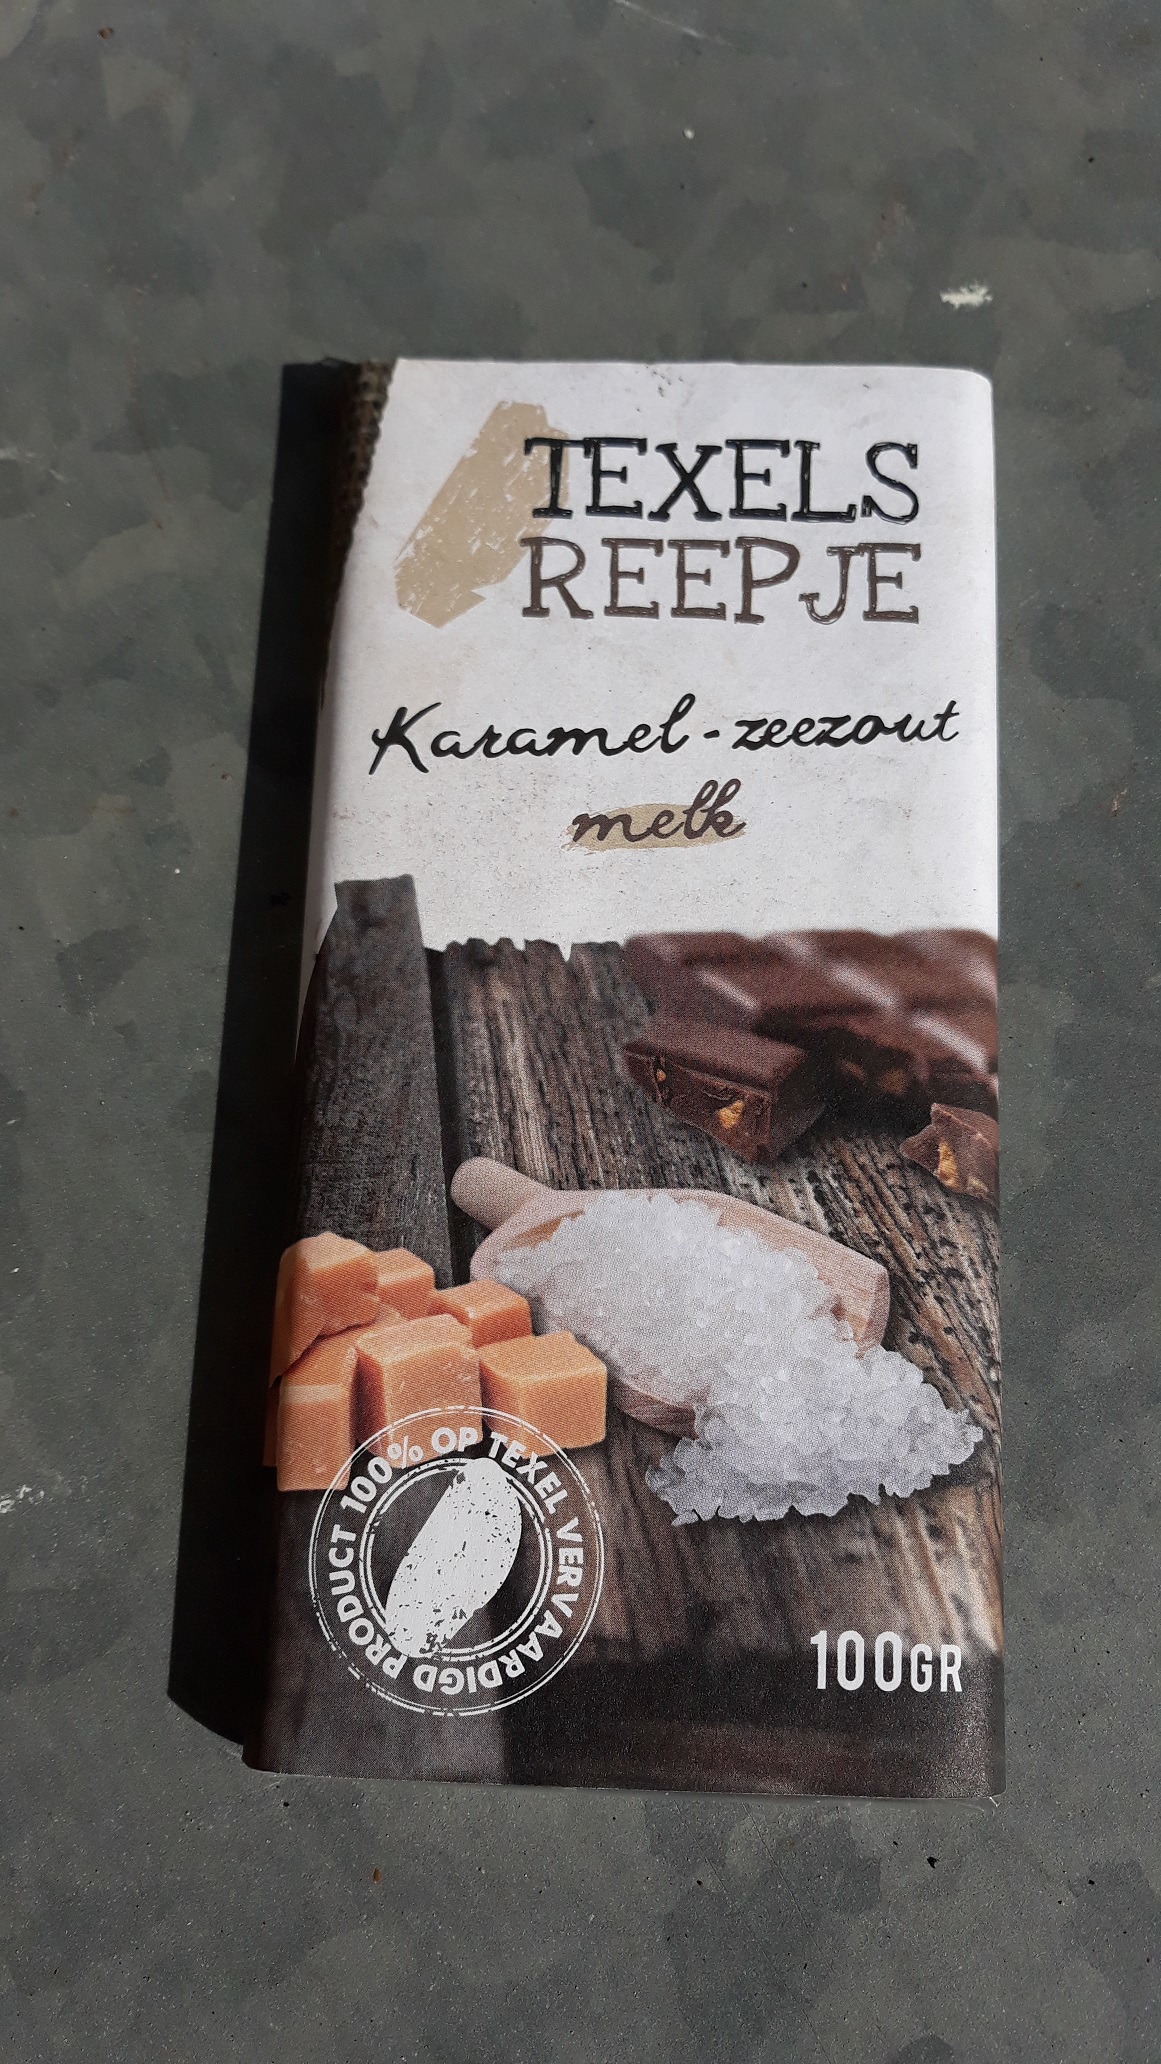 TEXELS
REEPJE
Karamel-zeezout
melk
PRODUCT 100% OP TEXEL VERVAARDIGD
100GR